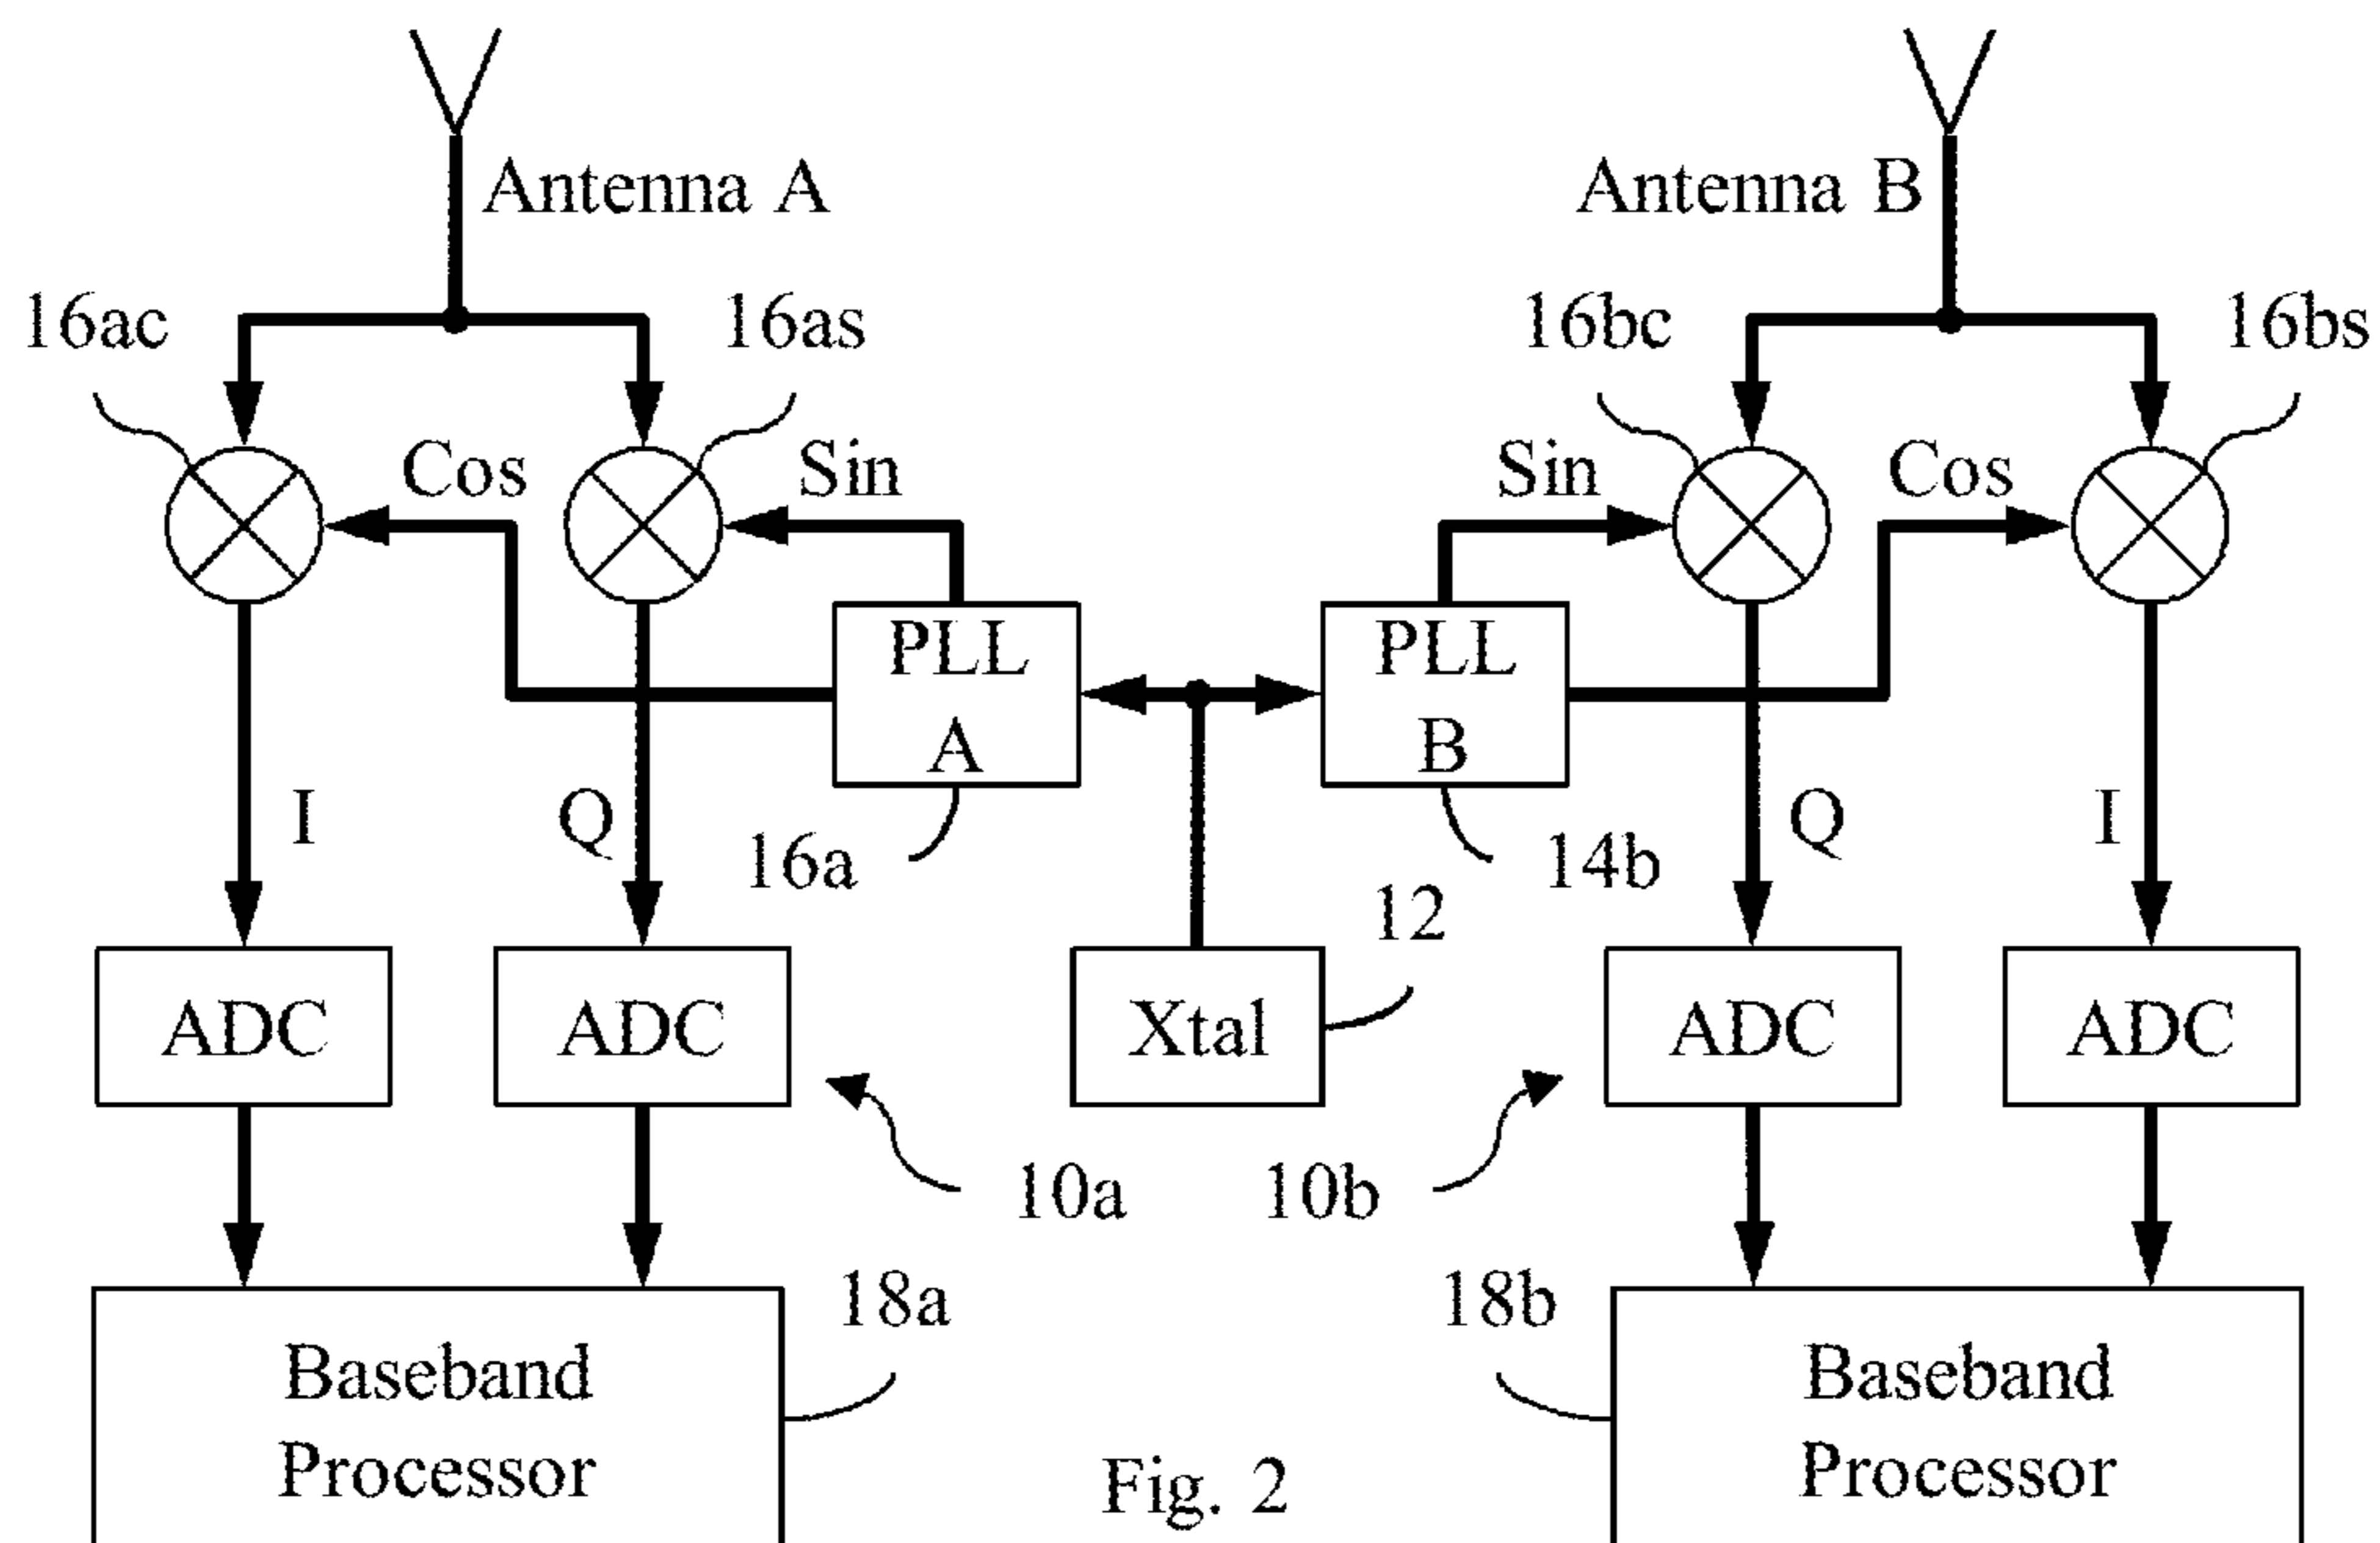 Antenna A
Antenna B
16ac
16as
16bc
16bs
Cos
Sin
Sin
Cos
PLL
A
PLL
B
I
Q
16a
14b
Q
I
12
ADC
ADC
Xtal
ADC
ADC
10a
10b
18a
18b
Baseband
Processor
Baseband
Processor
Fig. 2